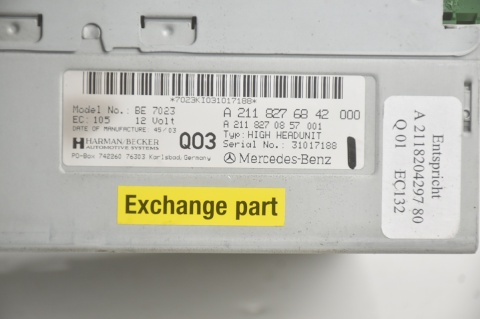 *7023KI031017188*
Model No.: BE 7023
EC: 105 12 Volt
DATE OF MANUFACTURE: 45/03
HARMAN/BECKER
AUTOMOTIVE SYSTEMS
PO-Box 742260 76303 Karlsbad, Germany
Q03
A 211 827 68 42 000
A 211 827 08 57 001
Typ: HIGH HEADUNIT
Serial No.: 31017188
Mercedes-Benz
Exchange part
Entspricht
A 2118204297 80
Q 01 EC132